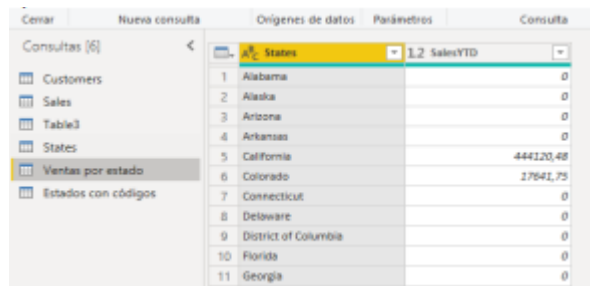 Cerrar Nueva consulta Orígenes de datos Parámetros Consulta
Consultas [6]
Customers
Sales
Table3
States
Ventas por estado
Estados con códigos
ABC States 1.2 SalesYTD
1 Alabama 0
2 Alaska 0
3 Arizona 0
4 Arkansas 0
5 California 444120,48
6 Colorado 17641,75
7 Connecticut 0
8 Delaware 0
9 District of Columbia 0
10 Florida 0
11 Georgia 0